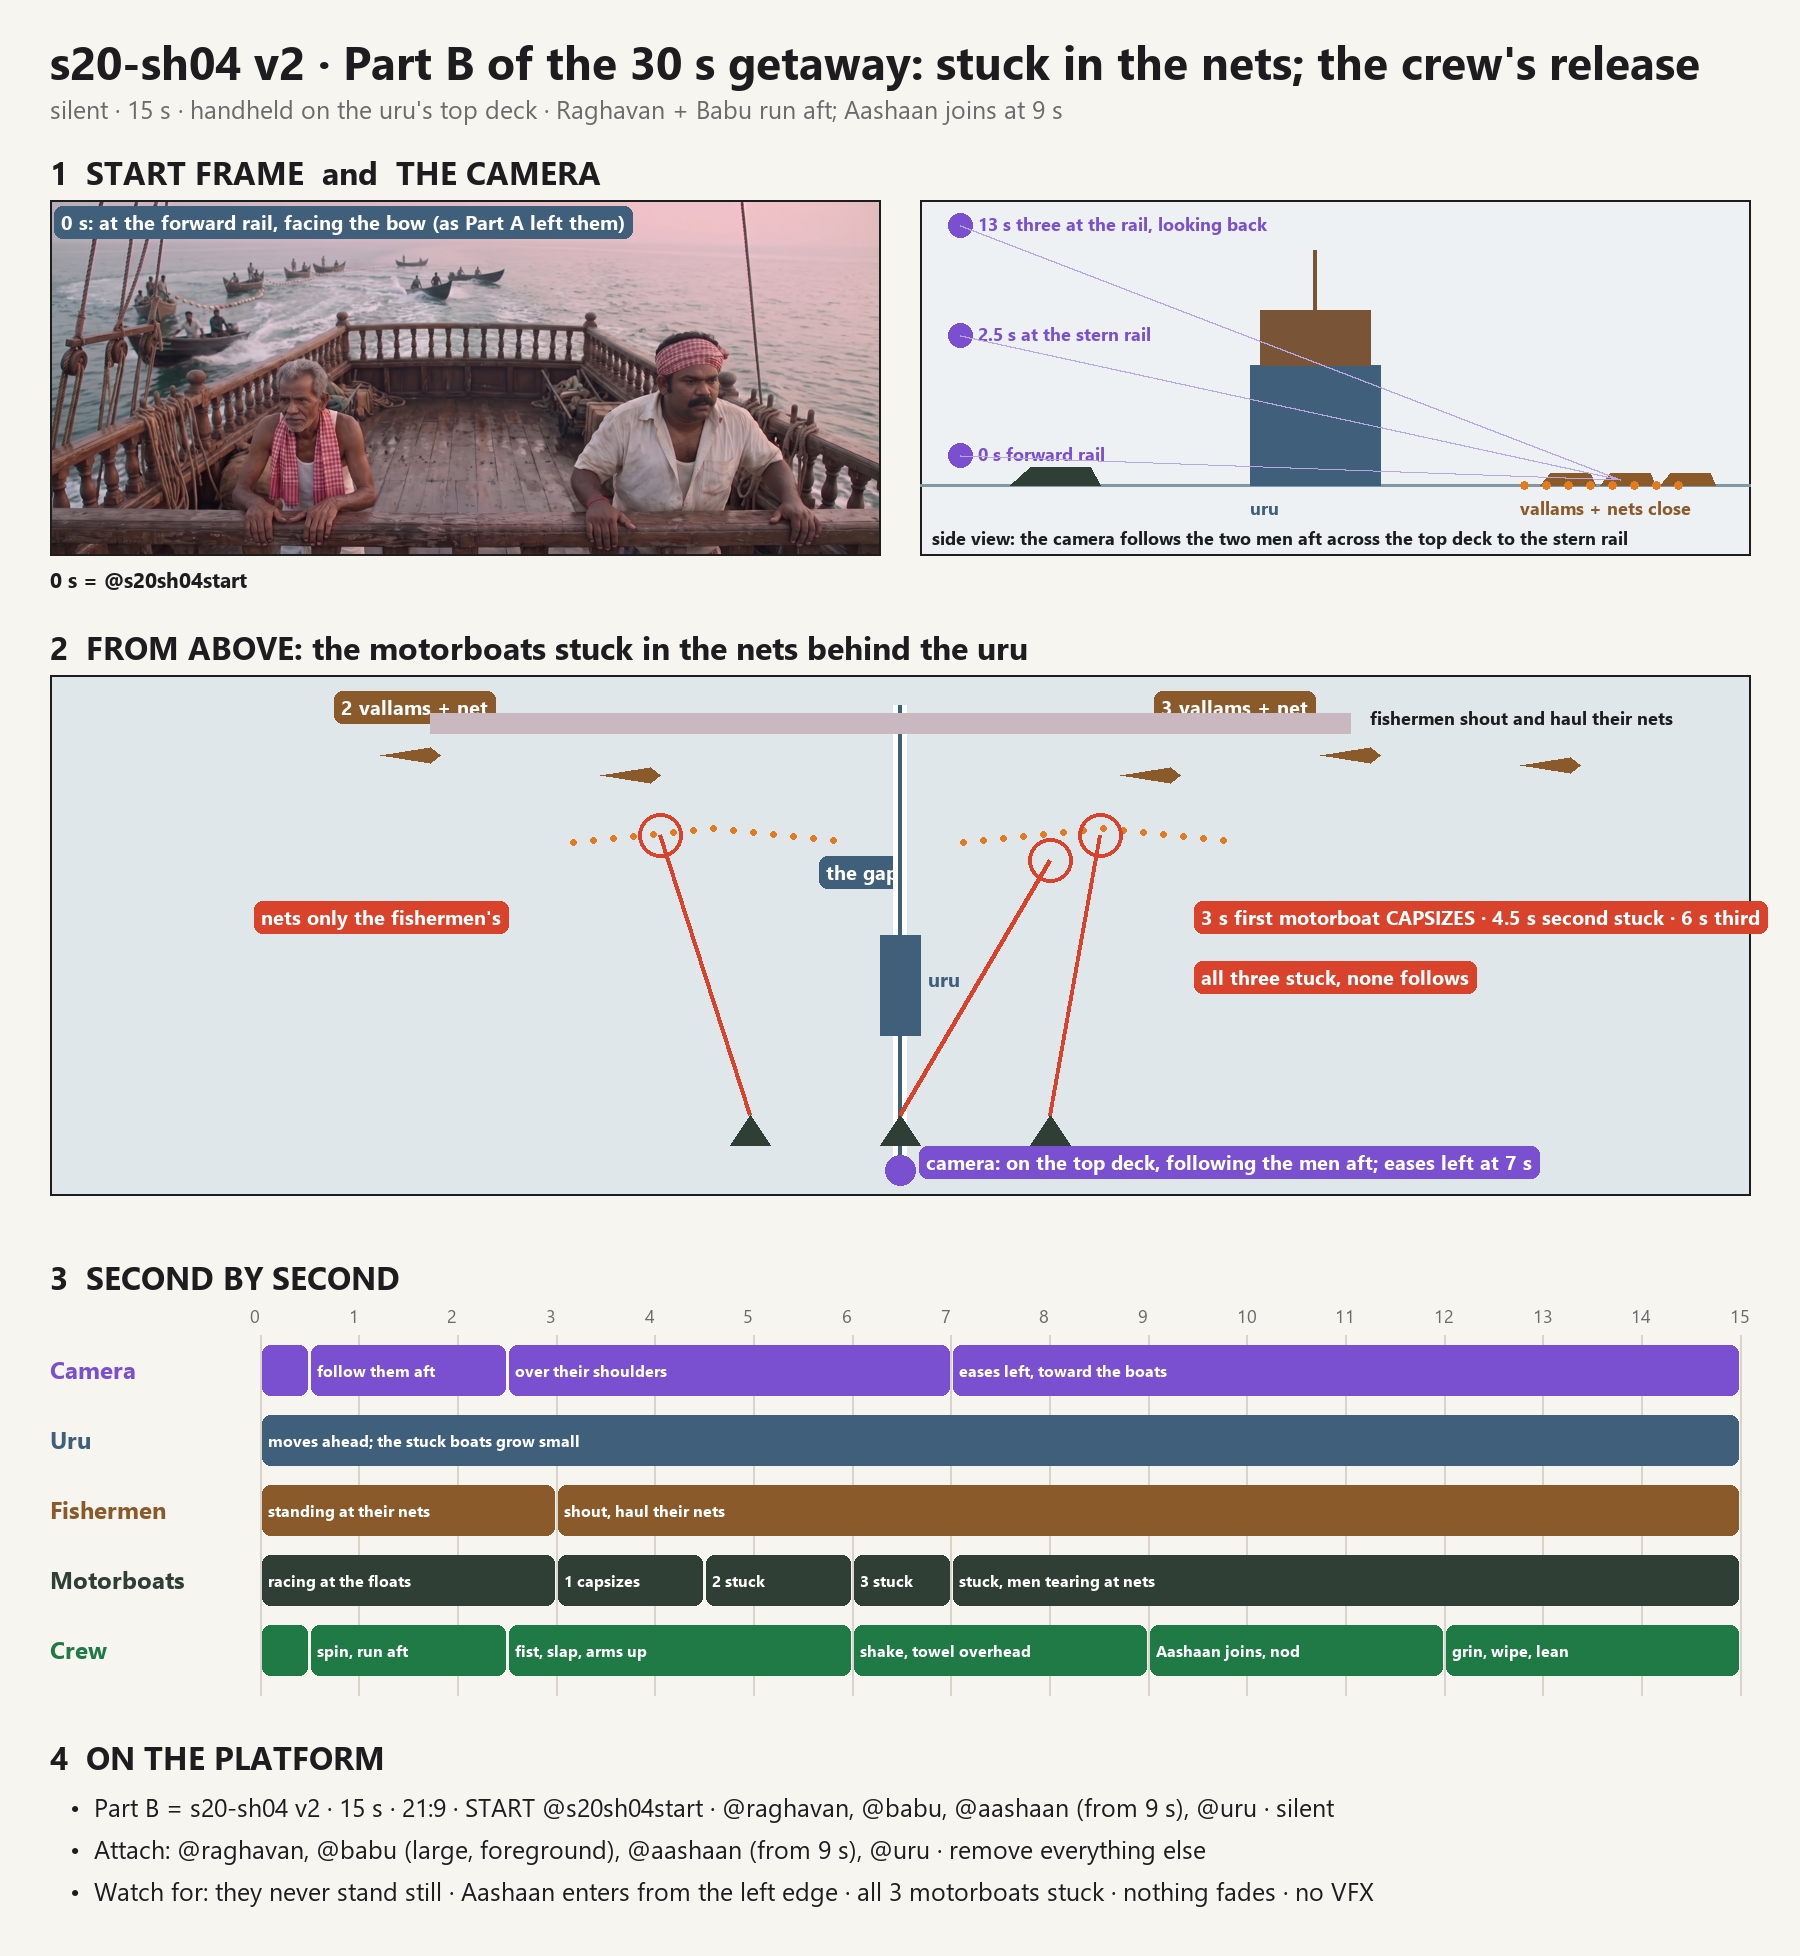 s20-sh04 v2 · Part B of the 30 s getaway: stuck in the nets; the crew's release
silent · 15 s · handheld on the uru's top deck · Raghavan + Babu run aft; Aashaan joins at 9 s
1 START FRAME and THE CAMERA
0 s: at the forward rail, facing the bow (as Part A left them)
13 s three at the rail, looking back
2.5 s at the stern rail
0 s forward rail
uru
vallams + nets close
side view: the camera follows the two men aft across the top deck to the stern rail
0 s = @s20sh04start
2 FROM ABOVE: the motorboats stuck in the nets behind the uru
2 vallams + net
3 vallams + net
fishermen shout and haul their nets
the gap
nets only the fishermen's
3 s first motorboat CAPSIZES · 4.5 s second stuck · 6 s third
all three stuck, none follows
uru
camera: on the top deck, following the men aft; eases left at 7 s
3 SECOND BY SECOND
0 1 2 3 4 5 6 7 8 9 10 11 12 13 14 15
Camera
follow them aft
over their shoulders
eases left, toward the boats
Uru
moves ahead; the stuck boats grow small
Fishermen
standing at their nets
shout, haul their nets
Motorboats
racing at the floats
1 capsizes
2 stuck
3 stuck
stuck, men tearing at nets
Crew
spin, run aft
fist, slap, arms up
shake, towel overhead
Aashaan joins, nod
grin, wipe, lean
4 ON THE PLATFORM
• Part B = s20-sh04 v2 · 15 s · 21:9 · START @s20sh04start · @raghavan, @babu, @aashaan (from 9 s), @uru · silent
• Attach: @raghavan, @babu (large, foreground), @aashaan (from 9 s), @uru · remove everything else
• Watch for: they never stand still · Aashaan enters from the left edge · all 3 motorboats stuck · nothing fades · no VFX